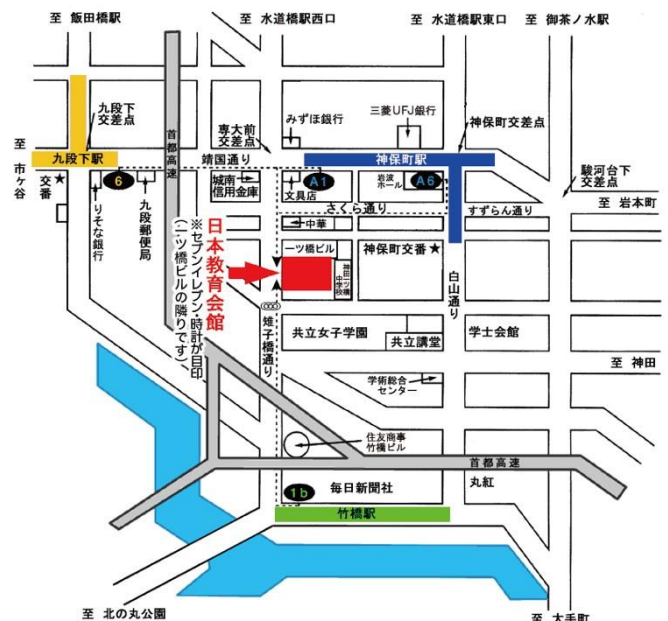 至 飯田橋駅
至 水道橋駅西口
至 水道橋駅東口
至 御茶ノ水駅
九段下
交差点
首都高速
専大前
交差点
みずほ銀行
三菱UFJ銀行
神保町交差点
至 市ヶ谷
九段下駅
靖国通り
神保町駅
駿河台下
交差点
交番★
りそな銀行
6
九段郵便局
城南
信用金庫
文具店
A1
岩波
ホール
A6
さくら通り
すずらん通り
至 岩本町
中華
一ツ橋ビル
神保町交番★
神田一ツ橋
中学校
白山通り
日本教育会館
※セブンイレブン・時計が目印
(一ツ橋ビルの隣りです)
雉子橋通り
共立女子学園
共立講堂
学士会館
至 神田
学術総合
センター
住友商事
竹橋ビル
首都高速
1b
毎日新聞社
丸紅
竹橋駅
至 北の丸公園
至 大手町